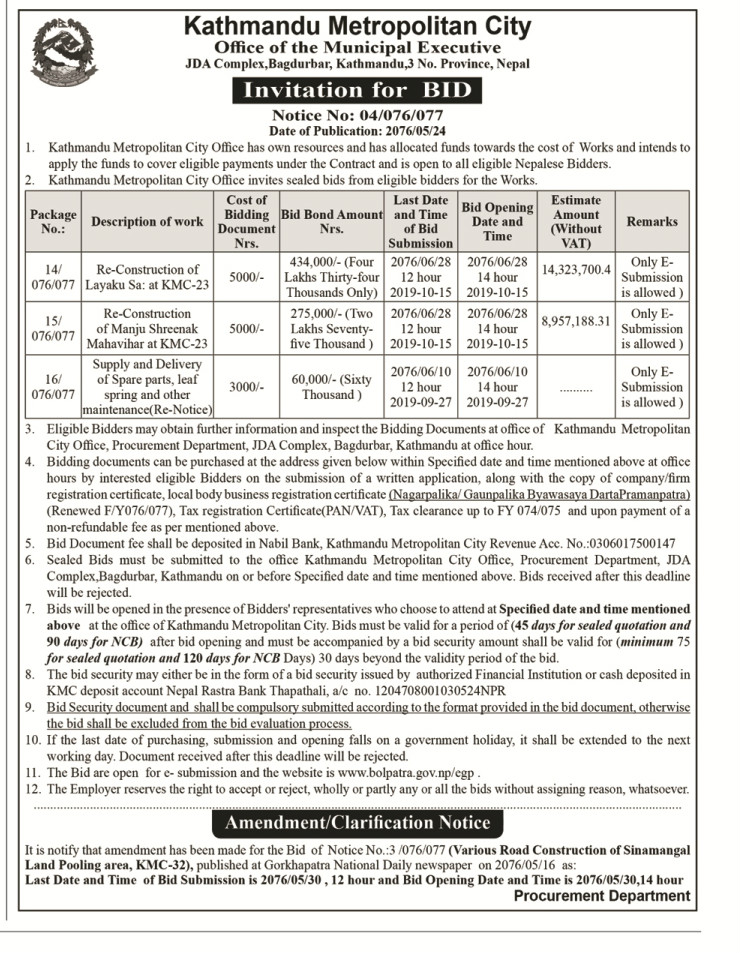 Kathmandu Metropolitan City
Office of the Municipal Executive
JDA Complex,Bagdurbar, Kathmandu,3 No. Province, Nepal
Invitation for BID
Notice No: 04/076/077
Date of Publication: 2076/05/24
1. Kathmandu Metropolitan City Office has own resources and has allocated funds towards the cost of Works and intends to
apply the funds to cover eligible payments under the Contract and is open to all eligible Nepalese Bidders.
2. Kathmandu Metropolitan City Office invites sealed bids from eligible bidders for the Works.
Package No.: | Description of work | Cost of Bidding Document Nrs. | Bid Bond Amount Nrs. | Last Date and Time of Bid Submission | Bid Opening Date and Time | Estimate Amount (Without VAT) | Remarks
14/ 076/077 | Re-Construction of Layaku Sa: at KMC-23 | 5000/- | 434,000/- (Four Lakhs Thirty-four Thousands Only) | 2076/06/28 12 hour 2019-10-15 | 2076/06/28 14 hour 2019-10-15 | 14,323,700.4 | Only E-Submission is allowed )
15/ 076/077 | Re-Construction of Manju Shreenak Mahavihar at KMC-23 | 5000/- | 275,000/- (Two Lakhs Seventy-five Thousand ) | 2076/06/28 12 hour 2019-10-15 | 2076/06/28 14 hour 2019-10-15 | 8,957,188.31 | Only E-Submission is allowed )
16/ 076/077 | Supply and Delivery of Spare parts, leaf spring and other maintenance(Re-Notice) | 3000/- | 60,000/- (Sixty Thousand ) | 2076/06/10 12 hour 2019-09-27 | 2076/06/10 14 hour 2019-09-27 | .......... | Only E-Submission is allowed )
3. Eligible Bidders may obtain further information and inspect the Bidding Documents at office of Kathmandu Metropolitan
City Office, Procurement Department, JDA Complex, Bagdurbar, Kathmandu at office hour.
4. Bidding documents can be purchased at the address given below within Specified date and time mentioned above at office
hours by interested eligible Bidders on the submission of a written application, along with the copy of company/firm
registration certificate, local body business registration certificate (Nagarpalika/ Gaunpalika Byawasaya DartaPramanpatra)
(Renewed F/Y076/077), Tax registration Certificate(PAN/VAT), Tax clearance up to FY 074/075 and upon payment of a
non-refundable fee as per mentioned above.
5. Bid Document fee shall be deposited in Nabil Bank, Kathmandu Metropolitan City Revenue Acc. No.:0306017500147
6. Sealed Bids must be submitted to the office Kathmandu Metropolitan City Office, Procurement Department, JDA
Complex,Bagdurbar, Kathmandu on or before Specified date and time mentioned above. Bids received after this deadline
will be rejected.
7. Bids will be opened in the presence of Bidders' representatives who choose to attend at Specified date and time mentioned
above at the office of Kathmandu Metropolitan City. Bids must be valid for a period of (45 days for sealed quotation and
90 days for NCB) after bid opening and must be accompanied by a bid security amount shall be valid for (minimum 75
for sealed quotation and 120 days for NCB Days) 30 days beyond the validity period of the bid.
8. The bid security may either be in the form of a bid security issued by authorized Financial Institution or cash deposited in
KMC deposit account Nepal Rastra Bank Thapathali, a/c no. 1204708001030524NPR
9. Bid Security document and shall be compulsory submitted according to the format provided in the bid document, otherwise
the bid shall be excluded from the bid evaluation process.
10. If the last date of purchasing, submission and opening falls on a government holiday, it shall be extended to the next
working day. Document received after this deadline will be rejected.
11. The Bid are open for e- submission and the website is www.bolpatra.gov.np/egp .
12. The Employer reserves the right to accept or reject, wholly or partly any or all the bids without assigning reason, whatsoever.
Amendment/Clarification Notice
It is notify that amendment has been made for the Bid of Notice No.:3 /076/077 (Various Road Construction of Sinamangal
Land Pooling area, KMC-32), published at Gorkhapatra National Daily newspaper on 2076/05/16 as:
Last Date and Time of Bid Submission is 2076/05/30 , 12 hour and Bid Opening Date and Time is 2076/05/30,14 hour
Procurement Department